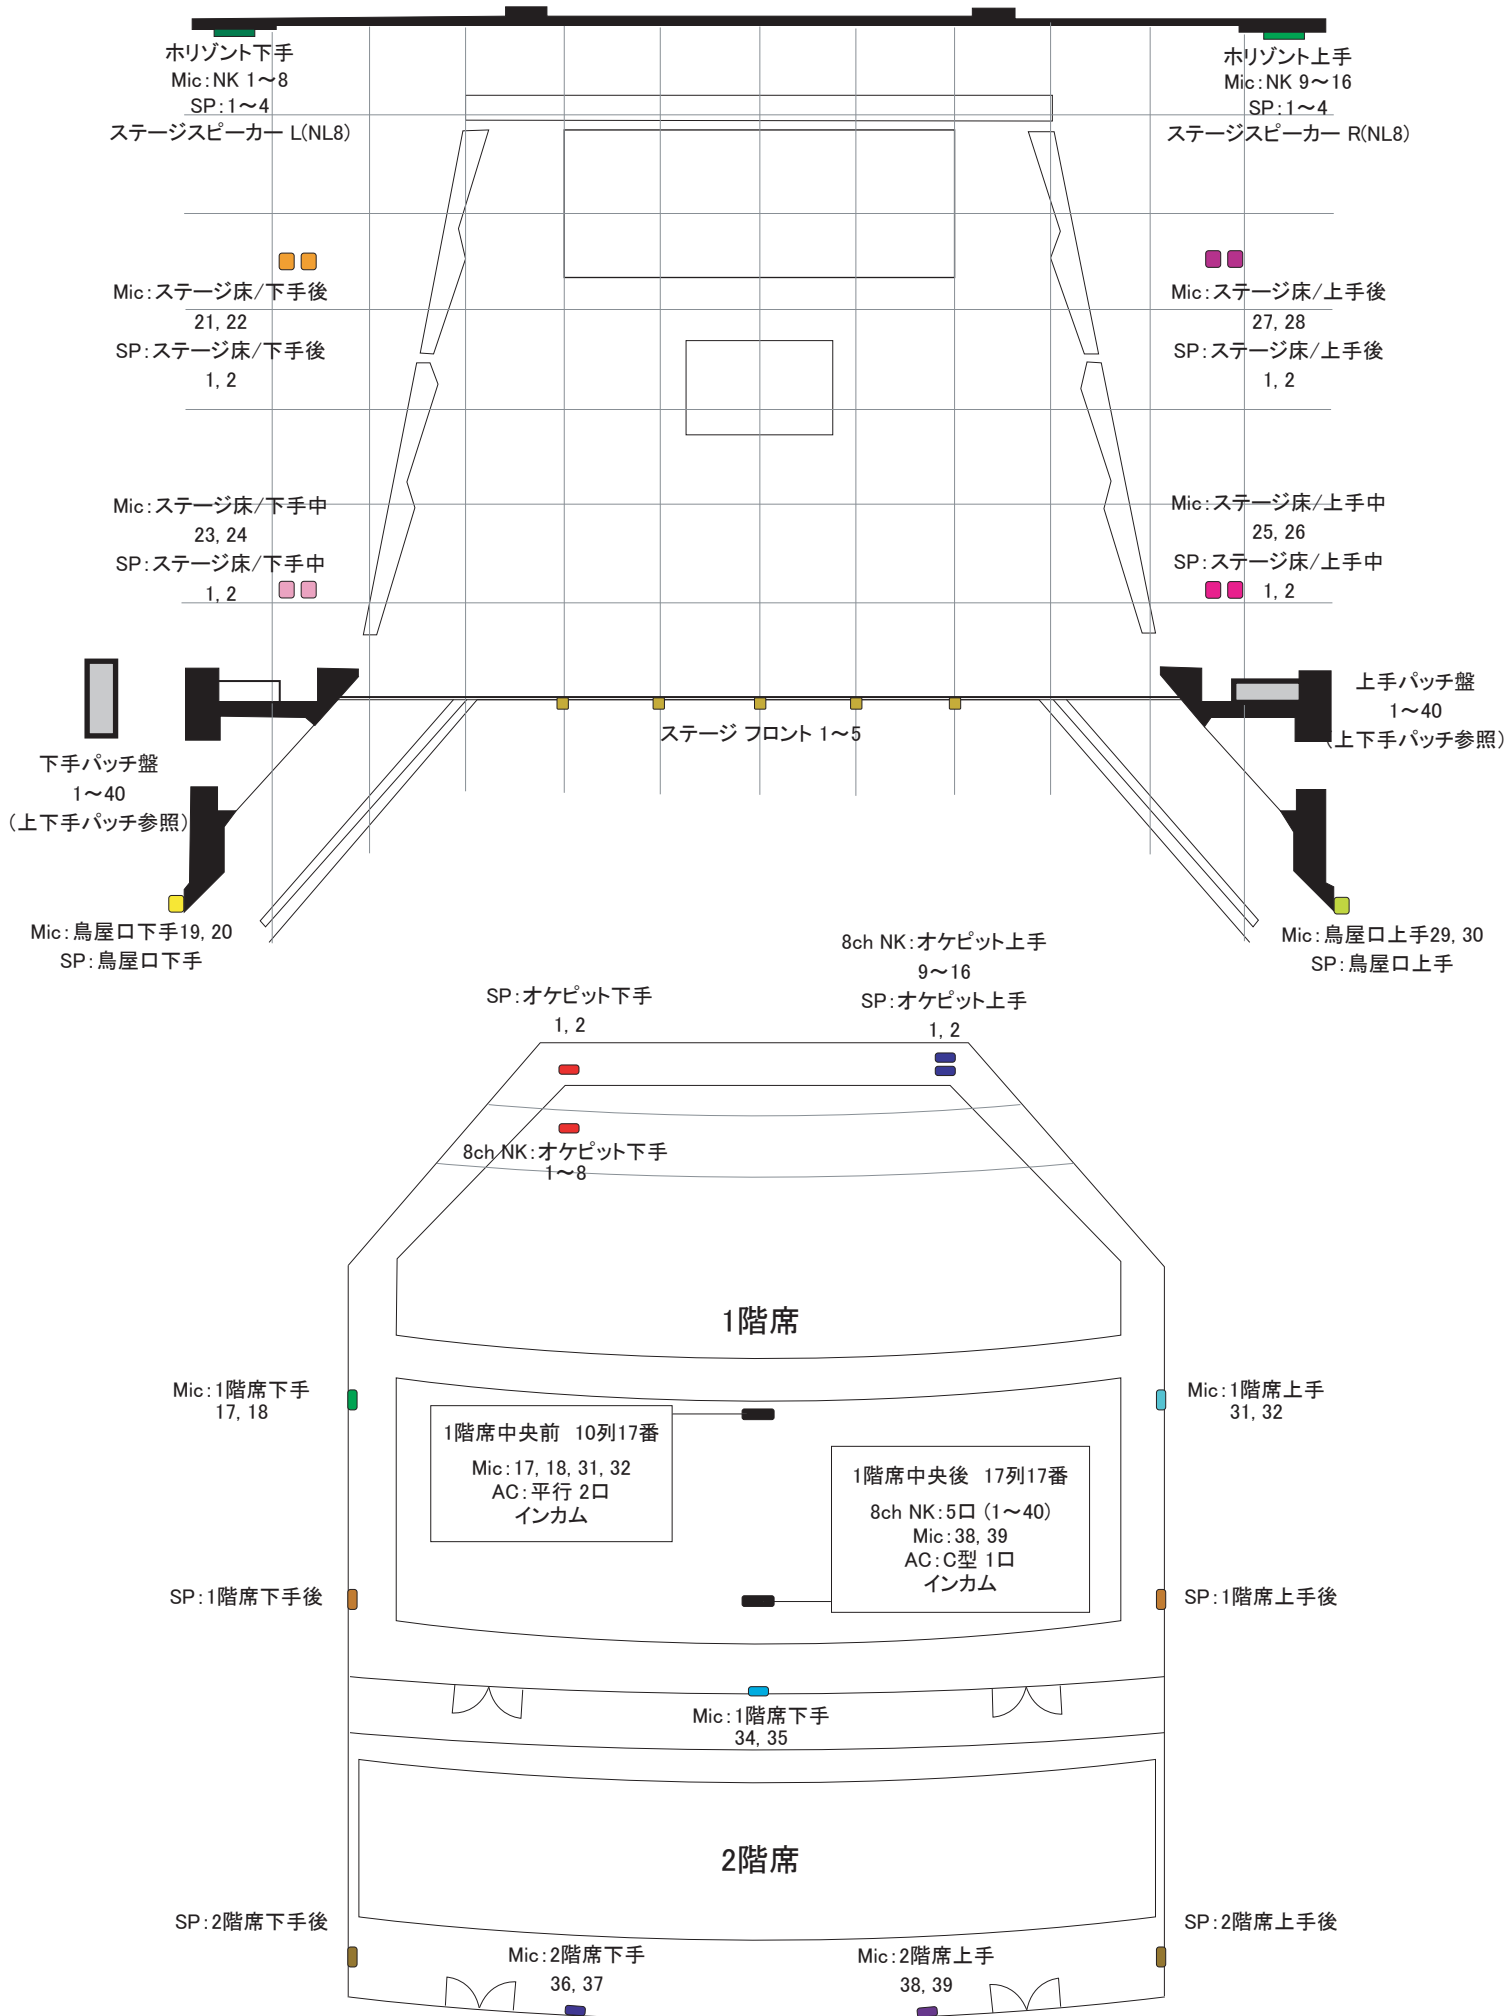 ホリゾント下手
Mic:NK 1～8
SP:1～4
ステージスピーカー L(NL8)
ホリゾント上手
Mic:NK 9～16
SP:1～4
ステージスピーカー R(NL8)
Mic:ステージ床/下手後
21, 22
SP:ステージ床/下手後
1, 2
Mic:ステージ床/上手後
27, 28
SP:ステージ床/上手後
1, 2
Mic:ステージ床/下手中
23, 24
SP:ステージ床/下手中
1, 2
Mic:ステージ床/上手中
25, 26
SP:ステージ床/上手中
1, 2
下手パッチ盤
1～40
(上下手パッチ参照)
ステージ フロント 1～5
上手パッチ盤
1～40
(上下手パッチ参照)
Mic:鳥屋口下手19, 20
SP:鳥屋口下手
Mic:鳥屋口上手29, 30
SP:鳥屋口上手
SP:オケピット下手
1, 2
8ch NK:オケピット上手
9～16
SP:オケピット上手
1, 2
8ch NK:オケピット下手
1～8
1階席
Mic:1階席下手
17, 18
Mic:1階席上手
31, 32
1階席中央前 10列17番
Mic:17, 18, 31, 32
AC:平行 2口
インカム
1階席中央後 17列17番
8ch NK:5口 (1～40)
Mic:38, 39
AC:C型 1口
インカム
SP:1階席下手後
SP:1階席上手後
Mic:1階席下手
34, 35
2階席
SP:2階席下手後
SP:2階席上手後
Mic:2階席下手
36, 37
Mic:2階席上手
38, 39